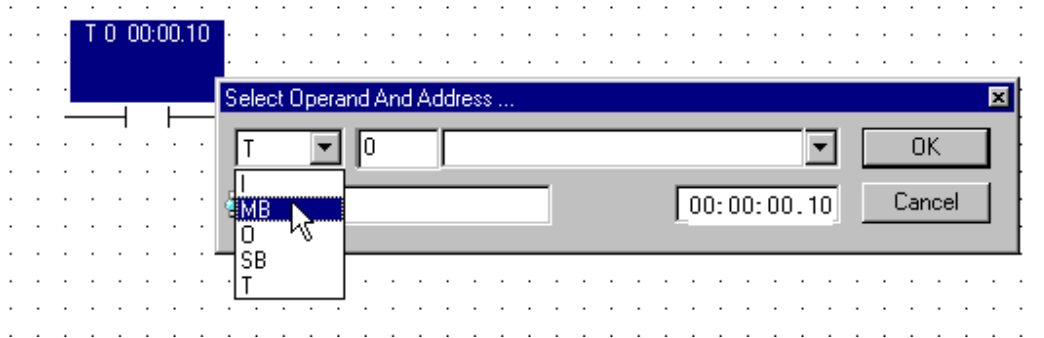 T 0 00:00.10
Select Operand And Address ...
T 0 OK
I
MB 00:00:00.10 Cancel
O
SB
T